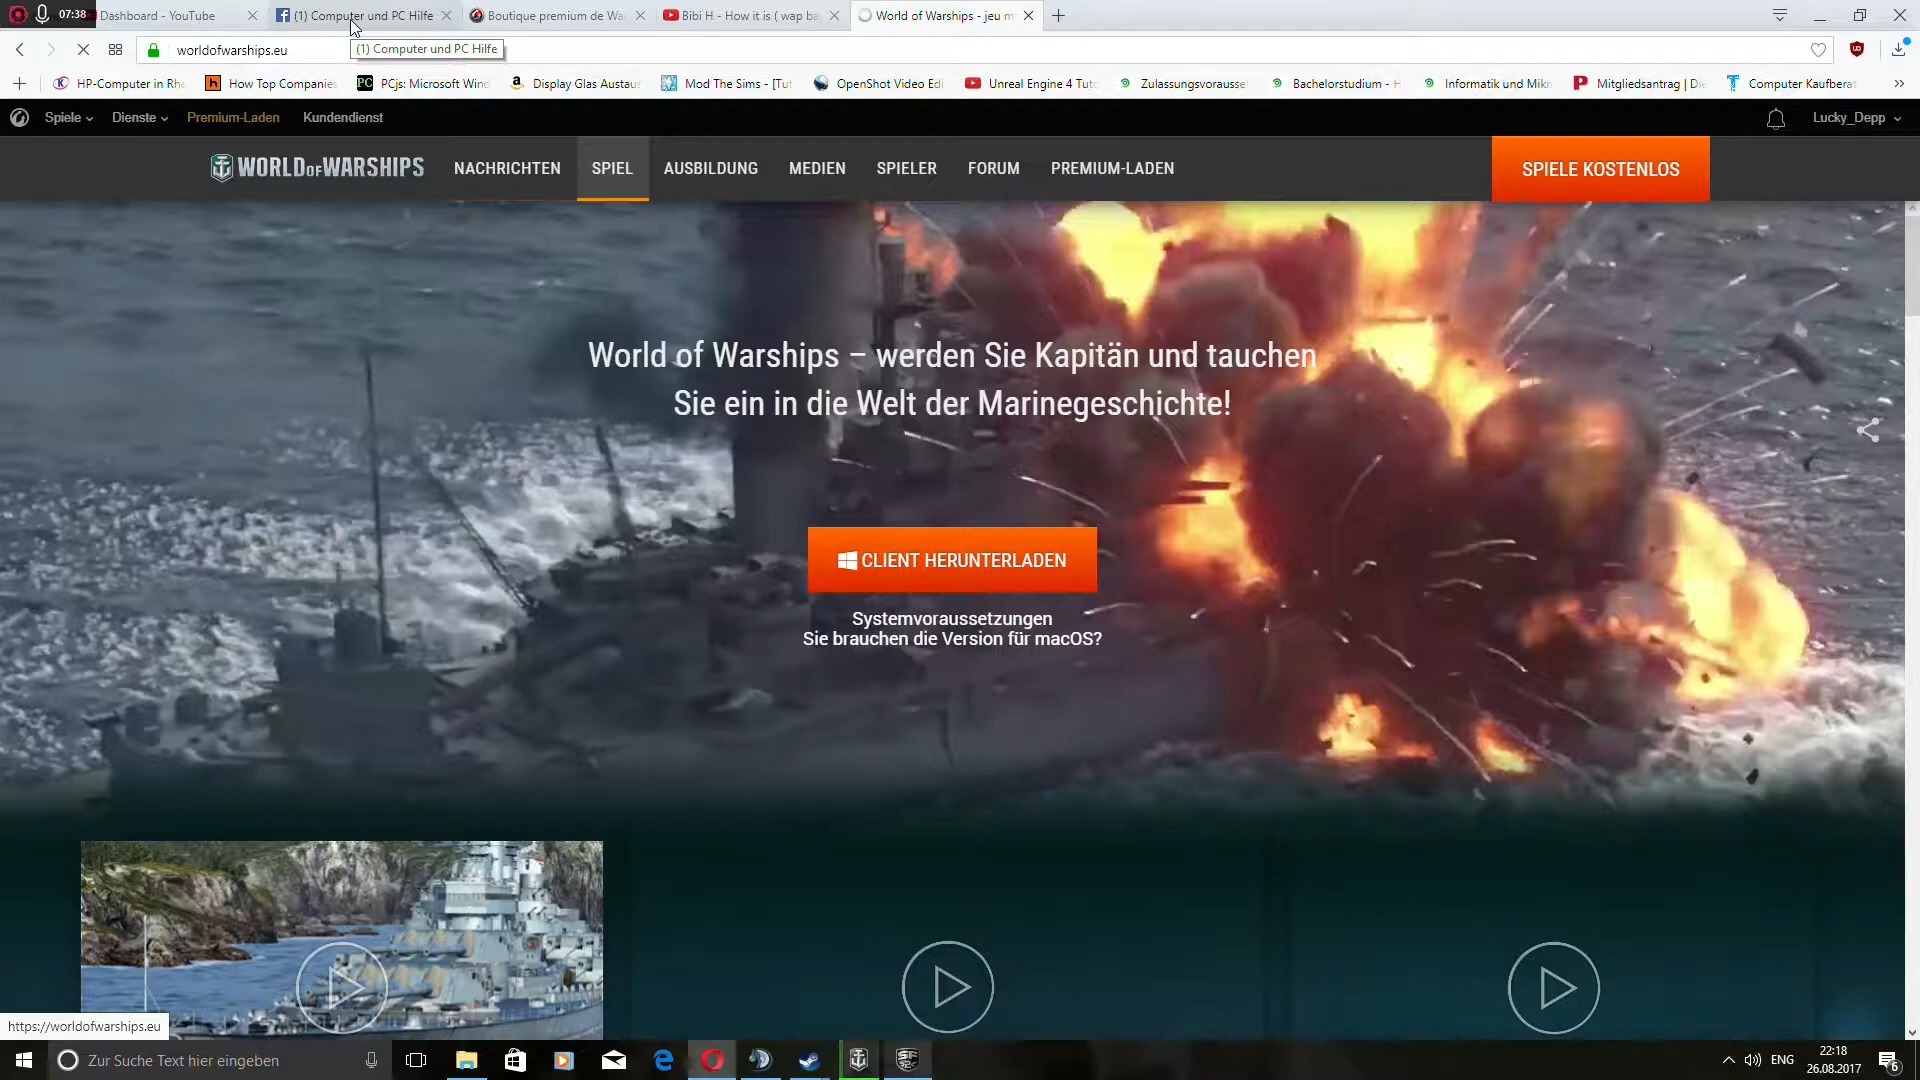 07:38
Dashboard - YouTube
(1) Computer und PC Hilfe
Boutique premium de Wa
Bibi H - How it is ( wap ba
World of Warships - jeu m
worldofwarships.eu
(1) Computer und PC Hilfe
HP-Computer in Rhe
How Top Companies
PCjs: Microsoft Wind
Display Glas Austaus
Mod The Sims - [Tut
OpenShot Video Edi
Unreal Engine 4 Tuto
Zulassungsvorausse
Bachelorstudium - H
Informatik und Mikr
Mitgliedsantrag | Die
Computer Kaufberat
Spiele
Dienste
Premium-Laden
Kundendienst
Lucky_Depp
WORLD OF WARSHIPS
NACHRICHTEN
SPIEL
AUSBILDUNG
MEDIEN
SPIELER
FORUM
PREMIUM-LADEN
SPIELE KOSTENLOS
World of Warships – werden Sie Kapitän und tauchen
Sie ein in die Welt der Marinegeschichte!
CLIENT HERUNTERLADEN
Systemvoraussetzungen
Sie brauchen die Version für macOS?
https://worldofwarships.eu
Zur Suche Text hier eingeben
ENG
22:18
26.08.2017
6